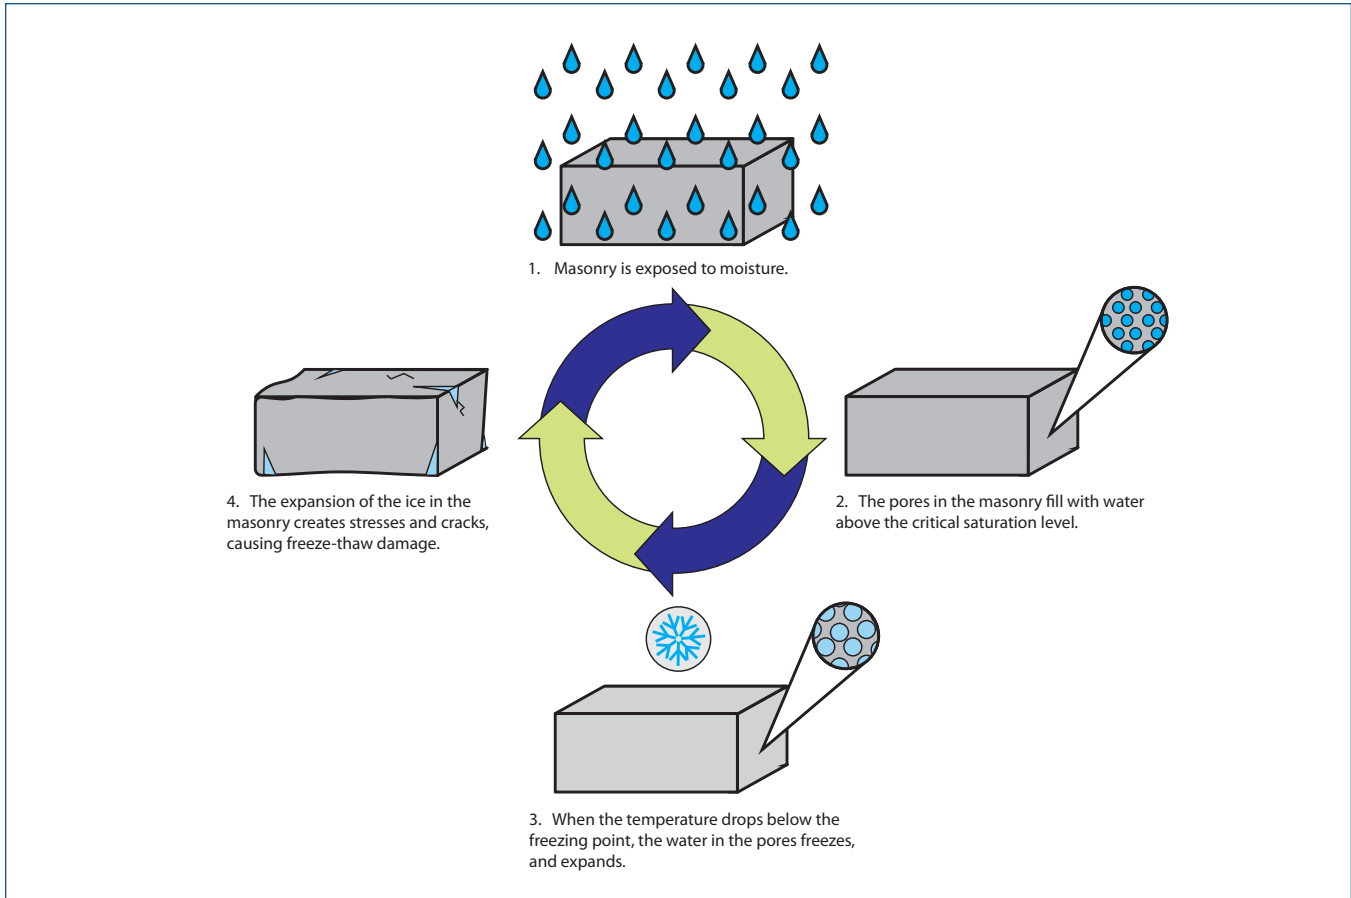 1. Masonry is exposed to moisture.
2. The pores in the masonry fill with water
above the critical saturation level.
3. When the temperature drops below the
freezing point, the water in the pores freezes,
and expands.
4. The expansion of the ice in the
masonry creates stresses and cracks,
causing freeze-thaw damage.